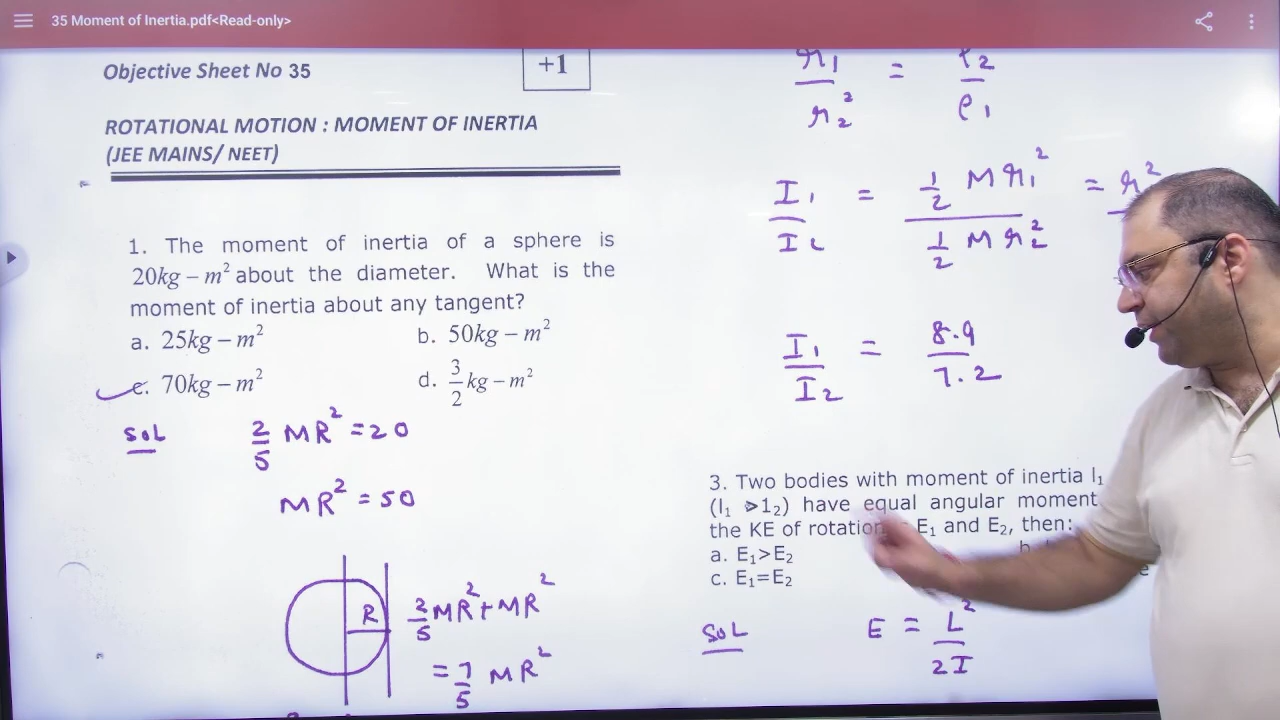 35 Moment of Inertia.pdf<Read-only>
Objective Sheet No 35
+1
ROTATIONAL MOTION : MOMENT OF INERTIA
(JEE MAINS/ NEET)
1. The moment of inertia of a sphere is
20kg – m² about the diameter. What is the
moment of inertia about any tangent?
a. 25kg – m² b. 50kg – m²
c. 70kg – m² d. 3/2 kg – m²
SOL 2/5 MR² = 20
MR² = 50
R 2/5 MR² + MR²
= 7/5 MR²
r₁/r₂² = ρ₂/ρ₁
I₁/I₂ = ½ M r₁² / ½ M r₂² = r²
I₁/I₂ = 8.9/7.2
3. Two bodies with moment of inertia I₁
(I₁ > 1₂) have equal angular moment
the KE of rotation E₁ and E₂, then:
a. E₁>E₂
c. E₁=E₂
SOL E = L²/2I